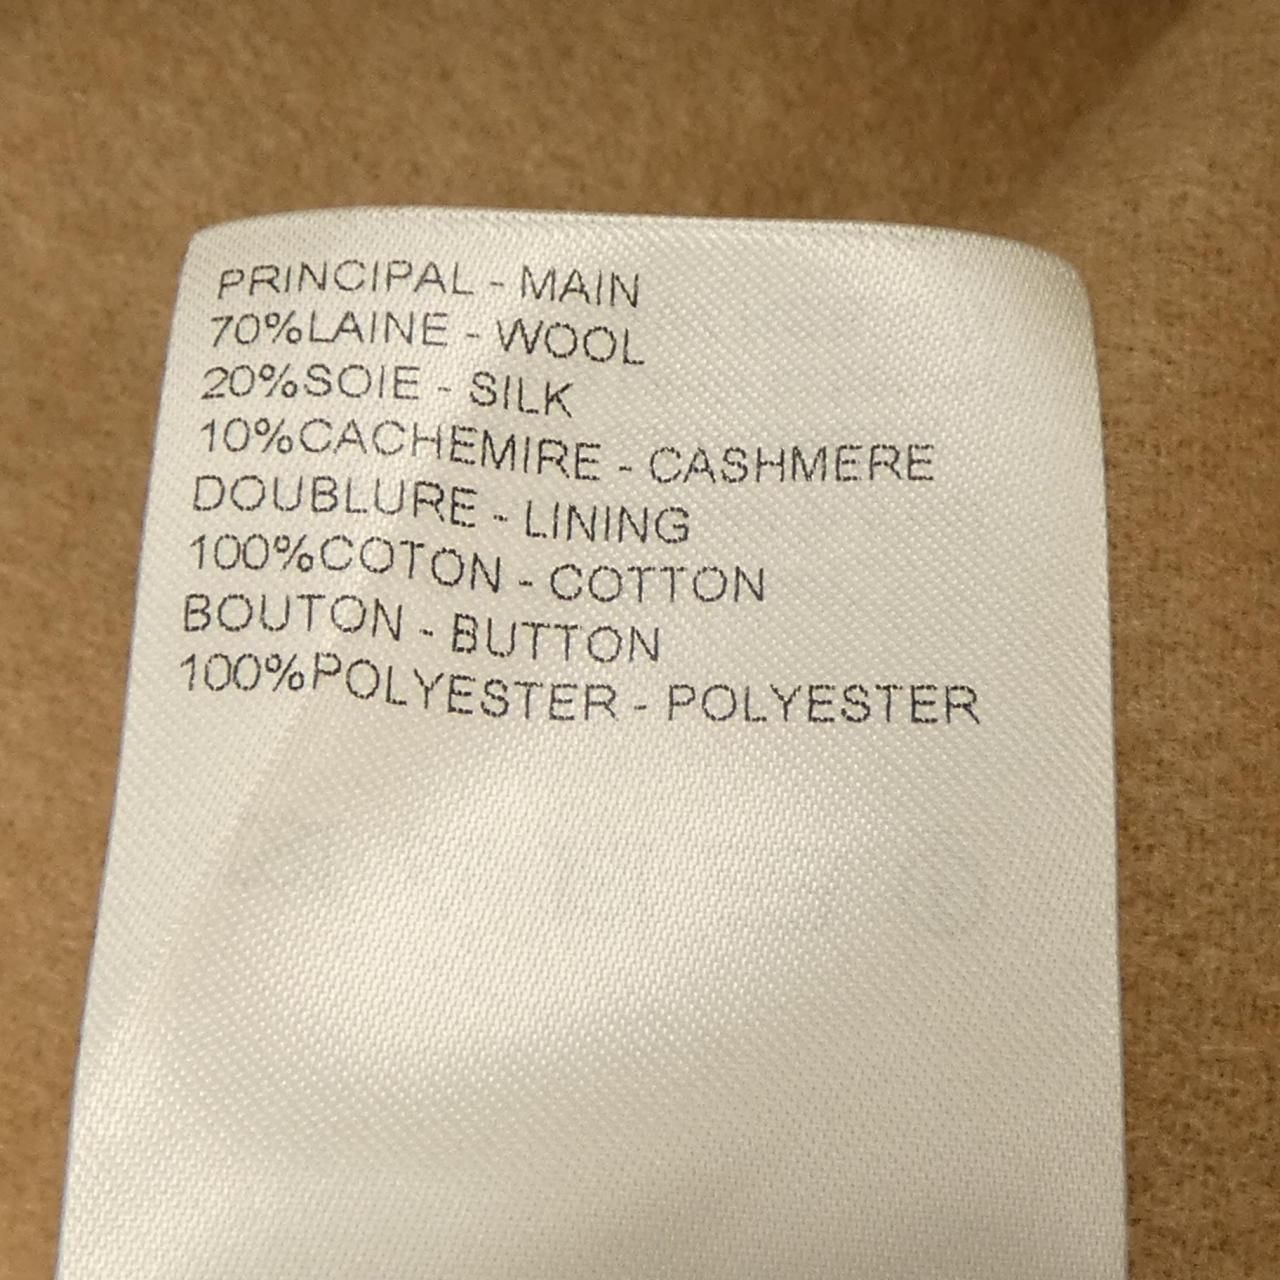 PRINCIPAL - MAIN
70%LAINE - WOOL
20%SOIE - SILK
10%CACHEMIRE - CASHMERE
DOUBLURE - LINING
100%COTON - COTTON
BOUTON - BUTTON
100%POLYESTER - POLYESTER